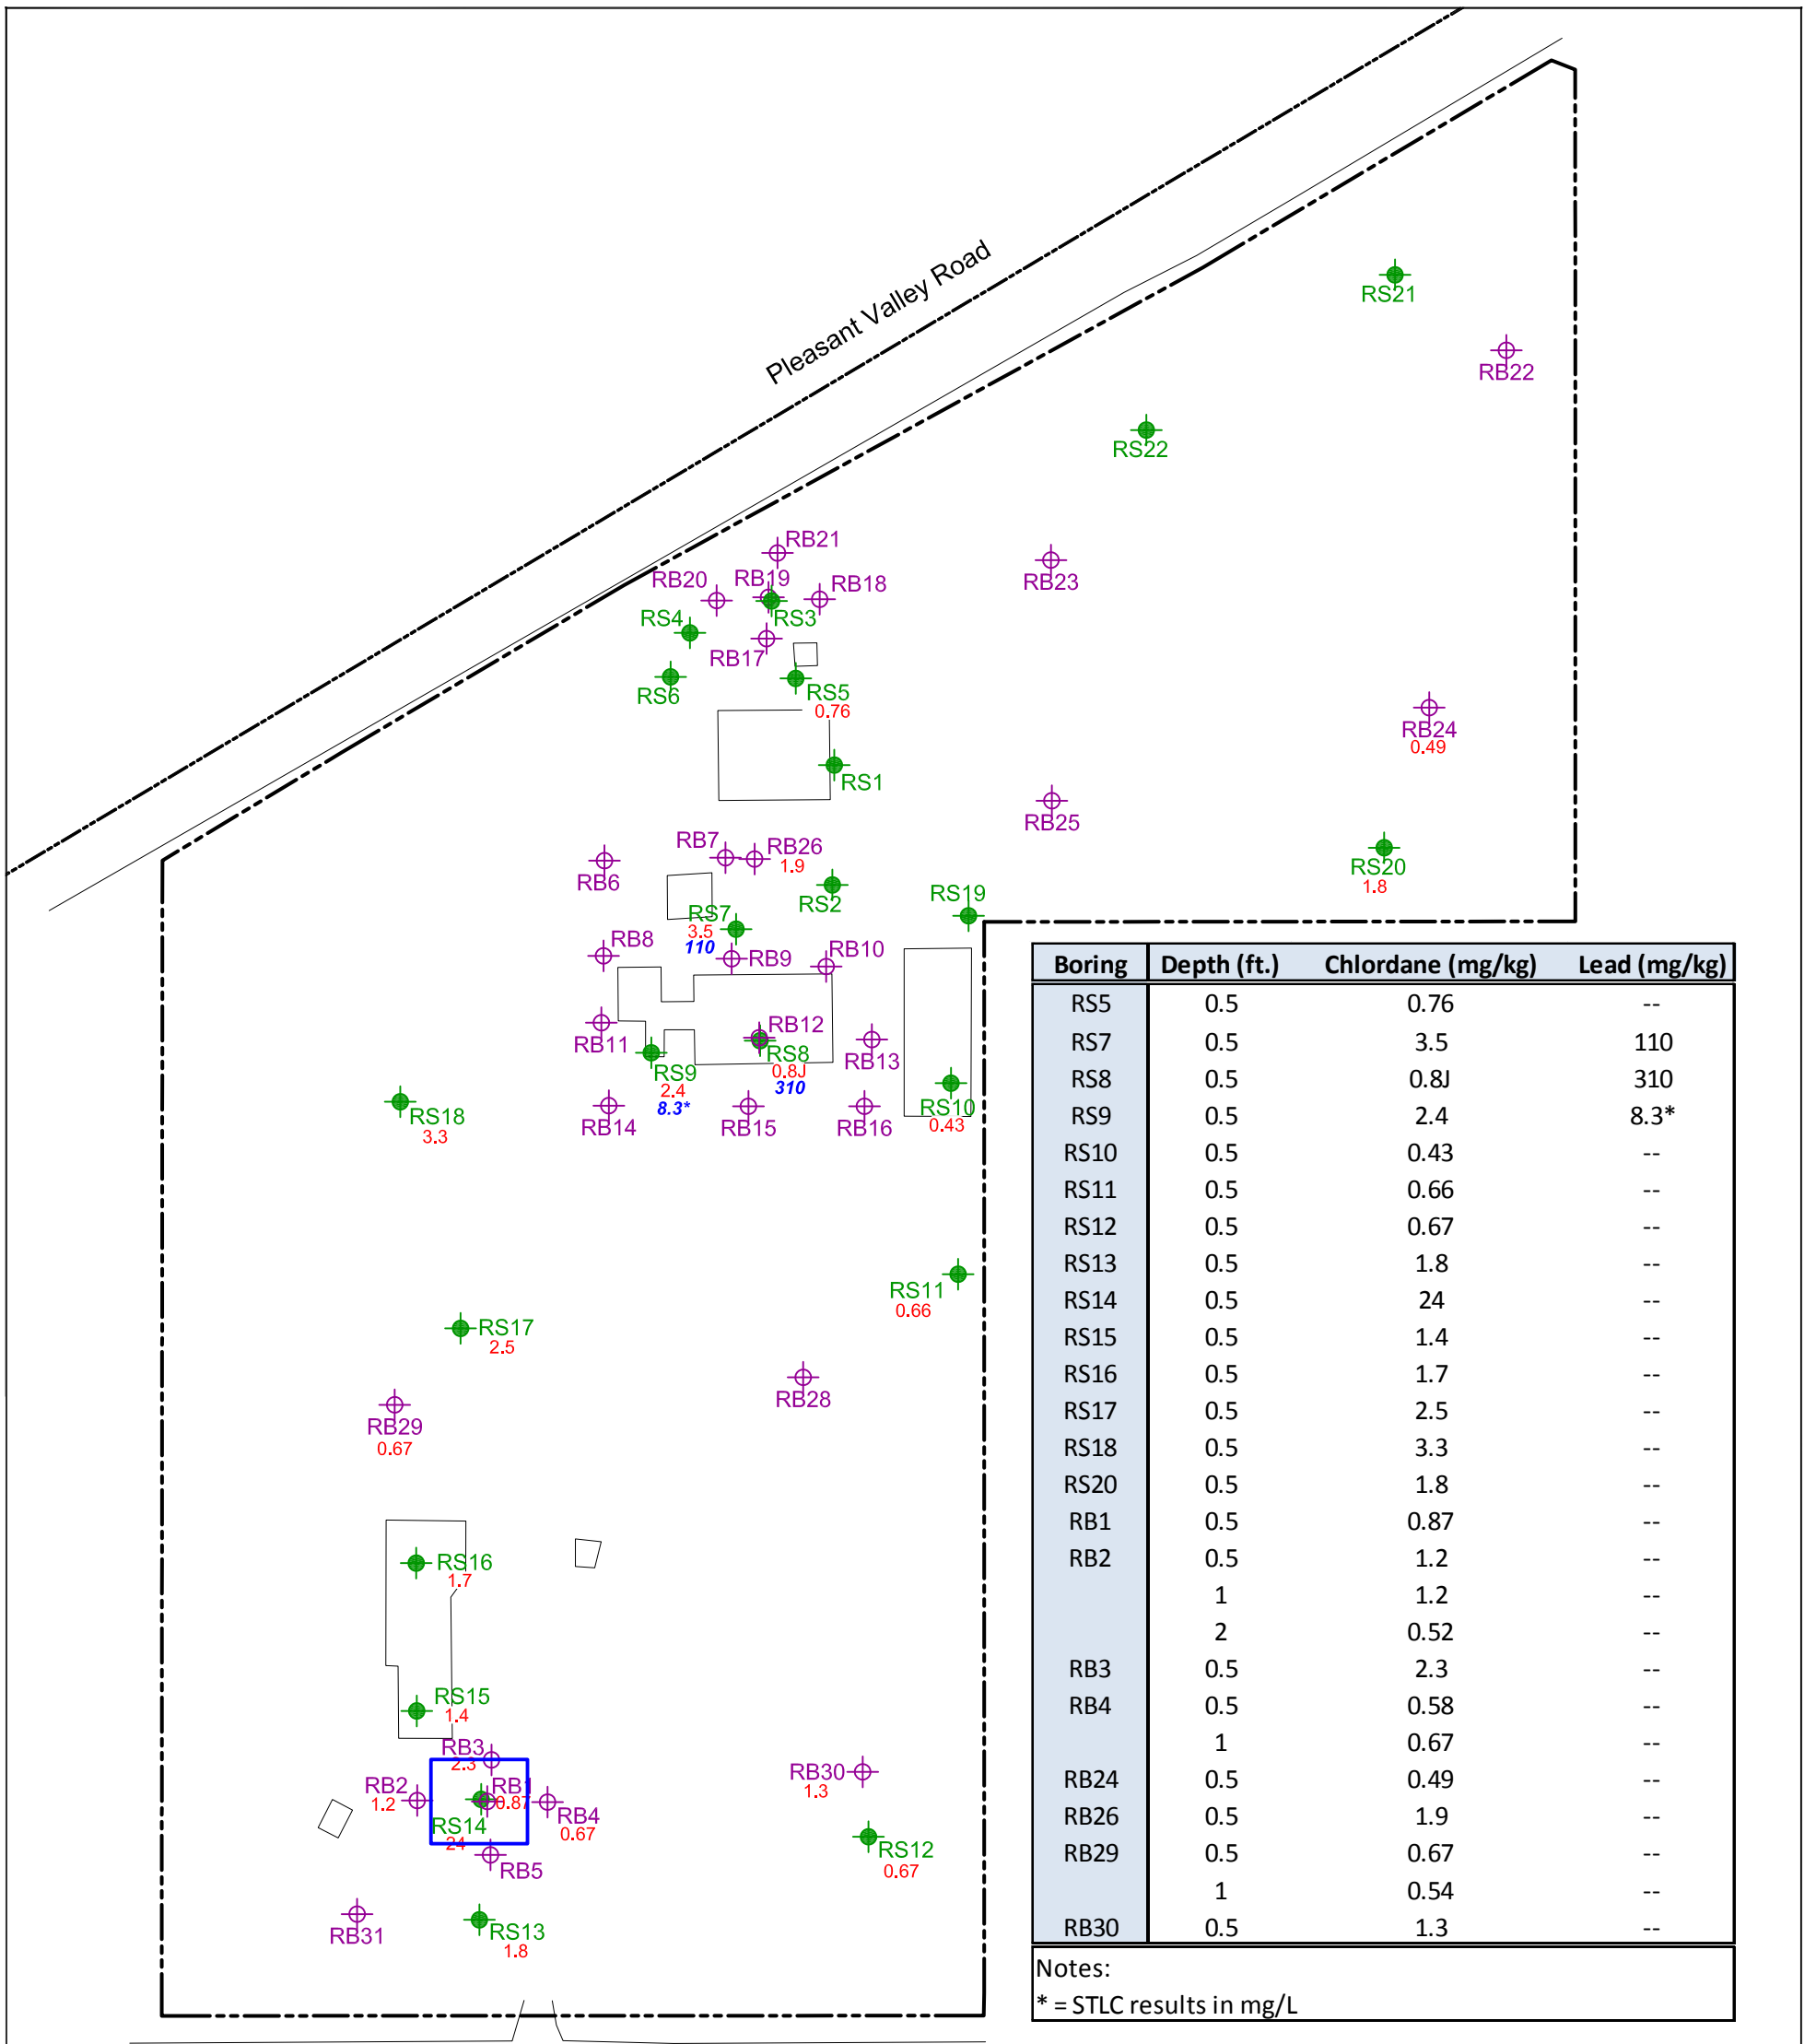 Pleasant Valley Road
RS21
RB22
RS22
RB21
RB20
RB19
RB18
RS3
RB23
RS4
RB17
RS6
RS5
0.76
RB24
0.49
RS1
RB25
RB7
RB26
1.9
RB6
RS2
RS20
1.8
RS19
RS7
3.5
110
RB8
RB9
RB10
RB11
RB12
RS8
0.8J
310
RB13
RS9
2.4
8.3*
RB14
RB15
RB16
RS10
0.43
RS18
3.3
RS11
0.66
RS17
2.5
RB28
RB29
0.67
RS16
1.7
RS15
1.4
RB3
2.3
RB2
1.2
RB1
0.87
RS14
24
RB4
0.67
RB5
RB30
1.3
RS12
0.67
RB31
RS13
1.8
Boring Depth (ft.) Chlordane (mg/kg) Lead (mg/kg)
RS5 0.5 0.76 --
RS7 0.5 3.5 110
RS8 0.5 0.8J 310
RS9 0.5 2.4 8.3*
RS10 0.5 0.43 --
RS11 0.5 0.66 --
RS12 0.5 0.67 --
RS13 0.5 1.8 --
RS14 0.5 24 --
RS15 0.5 1.4 --
RS16 0.5 1.7 --
RS17 0.5 2.5 --
RS18 0.5 3.3 --
RS20 0.5 1.8 --
RB1 0.5 0.87 --
RB2 0.5 1.2 --
1 1.2 --
2 0.52 --
RB3 0.5 2.3 --
RB4 0.5 0.58 --
1 0.67 --
RB24 0.5 0.49 --
RB26 0.5 1.9 --
RB29 0.5 0.67 --
1 0.54 --
RB30 0.5 1.3 --
Notes:
* = STLC results in mg/L